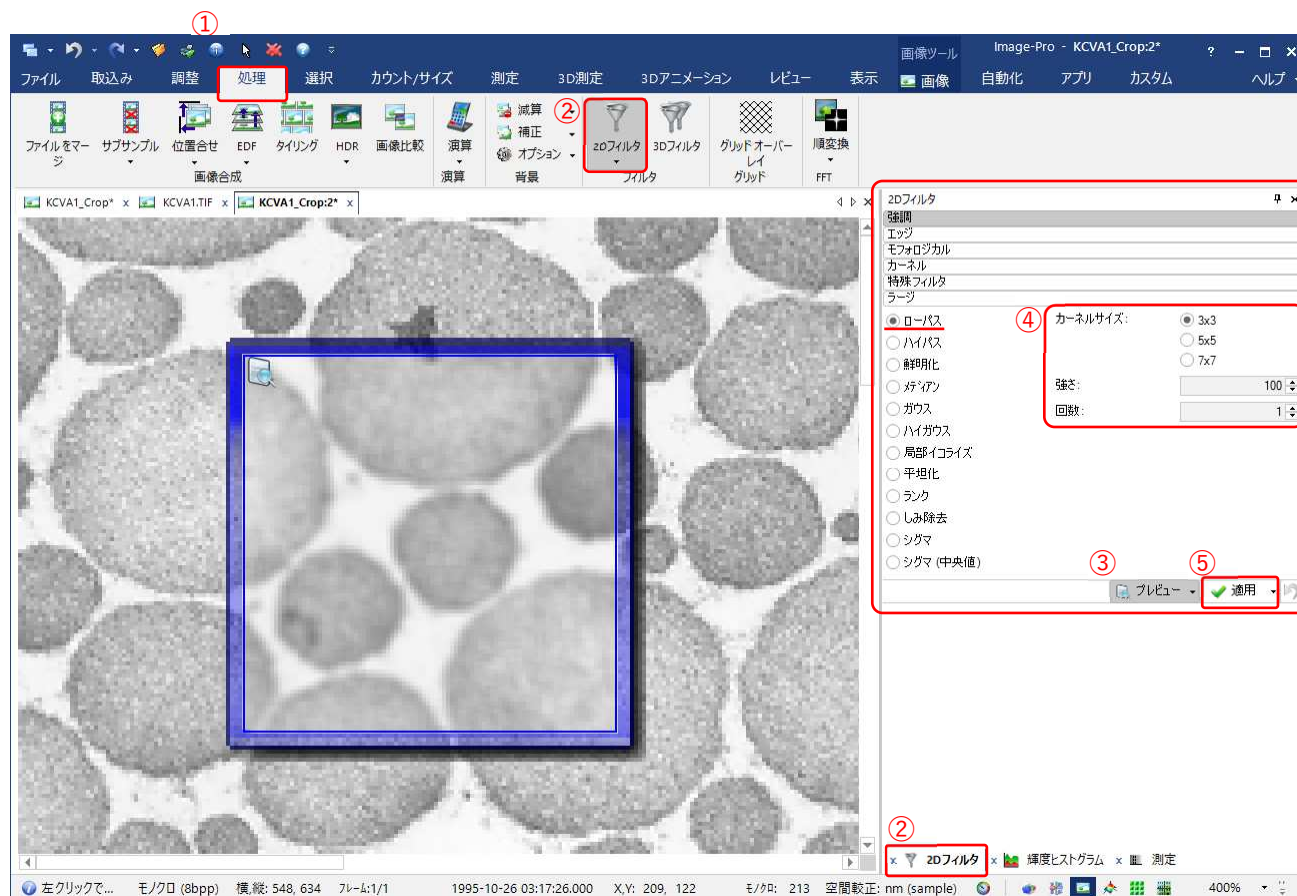 ①
画像ツール Image-Pro - KCVA1_Crop:2* ?
ファイル 取込み 調整 処理 選択 カウント/サイズ 測定 3D測定 3Dアニメーション レビュー 表示 画像 自動化 アプリ カスタム ヘルプ
② 減算
補正
オプション
ファイルをマージ サブサンプル 位置合せ EDF タイリング HDR 画像比較 演算 2Dフィルタ 3Dフィルタ グリッド オーバーレイ 順変換
画像合成 演算 背景 フィルタ グリッド FFT
KCVA1_Crop* x KCVA1.TIF x KCVA1_Crop:2* x
2Dフィルタ
強調
エッジ
モフォロジカル
カーネル
特殊フィルタ
ラージ
ローパス
ハイパス
鮮明化
メディアン
ガウス
ハイガウス
局部イコライズ
平坦化
ランク
しみ除去
シグマ
シグマ (中央値)
④ カーネルサイズ: 3x3
5x5
7x7
強さ: 100
回数: 1
③ ⑤
プレビュー 適用
②
x 2Dフィルタ x 輝度ヒストグラム x 測定
左クリックで... モノクロ (8bpp) 横,縦: 548, 634 フレーム:1/1 1995-10-26 03:17:26.000 X,Y: 209, 122 モノクロ: 213 空間較正: nm (sample) 400%